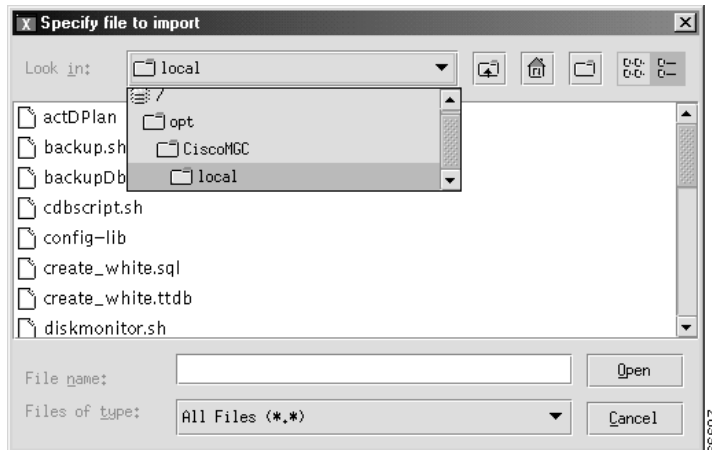 X Specify file to import
Look in: local
/
opt
CiscoMGC
local
actDPlan
backup.sh
backupDb
cdbscript.sh
config-lib
create_white.sql
create_white.ttdb
diskmonitor.sh
File name:
Open
Files of type: All Files (*.*)
Cancel